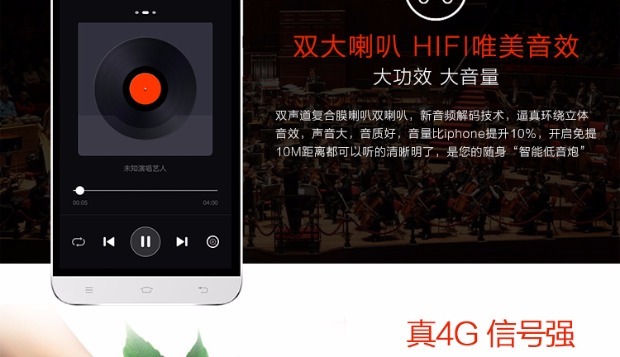 双大喇叭 HIFI唯美音效
大功效 大音量
双声道复合膜喇叭双喇叭，新音频解码技术，逼真环绕立体
音效，声音大，音质好，音量比iphone提升10%，开启免提
10M距离都可以听的清晰明了，是您的随身“智能低音炮”
未知演唱艺人
00:05
04:00
真4G 信号强